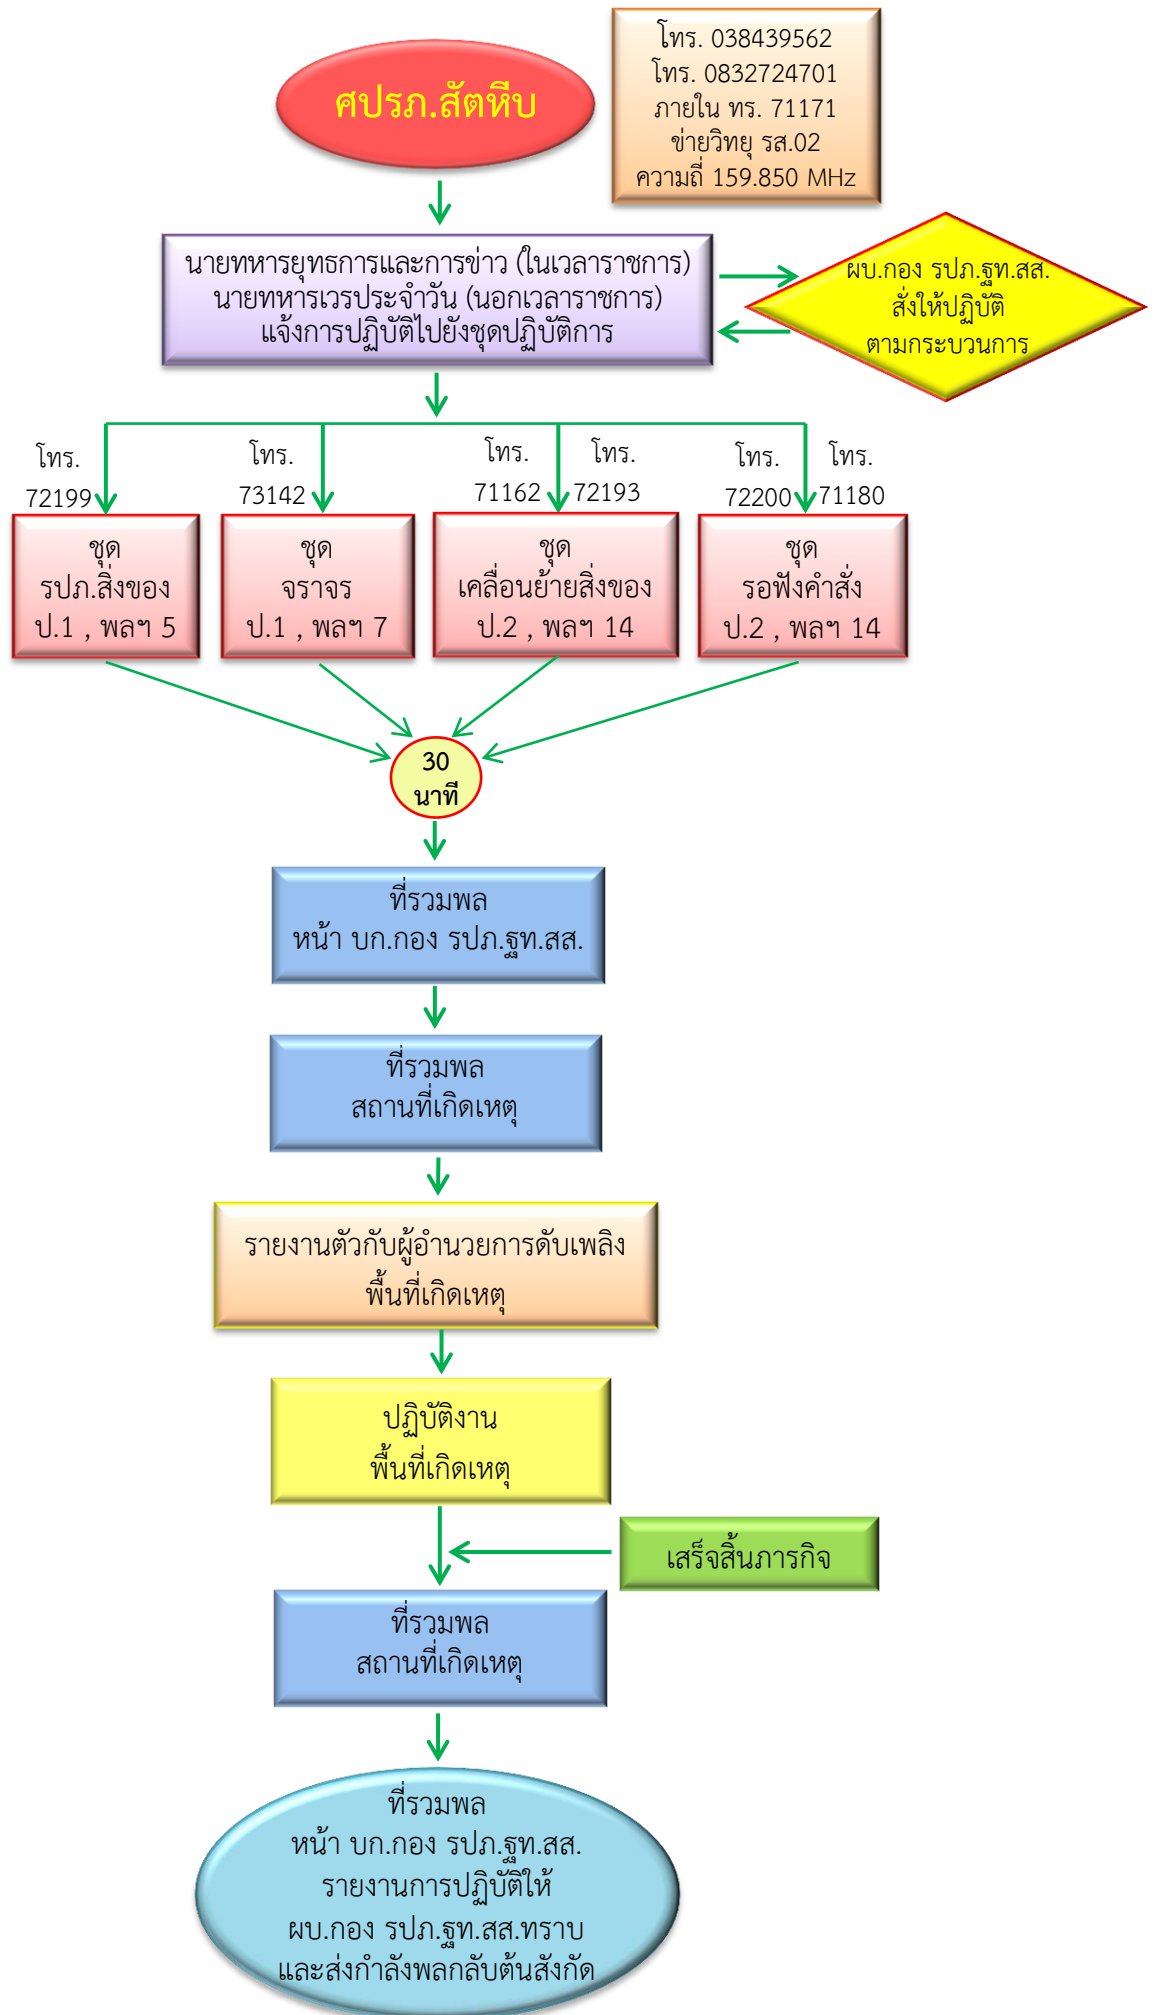 ศปรภ.สัตหีบ
โทร. 038439562
โทร. 0832724701
ภายใน ทร. 71171
ข่ายวิทยุ รส.02
ความถี่ 159.850 MHz
นายทหารยุทธการและการข่าว (ในเวลาราชการ)
นายทหารเวรประจำวัน (นอกเวลาราชการ)
แจ้งการปฏิบัติไปยังชุดปฏิบัติการ
ผบ.กอง รปภ.ฐท.สส.
สั่งให้ปฏิบัติ
ตามกระบวนการ
โทร.
72199
โทร.
73142
โทร.
71162
โทร.
72193
โทร.
72200
โทร.
71180
ชุด
รปภ.สิ่งของ
ป.1 , พลฯ 5
ชุด
จราจร
ป.1 , พลฯ 7
ชุด
เคลื่อนย้ายสิ่งของ
ป.2 , พลฯ 14
ชุด
รอฟังคำสั่ง
ป.2 , พลฯ 14
30
นาที
ที่รวมพล
หน้า บก.กอง รปภ.ฐท.สส.
ที่รวมพล
สถานที่เกิดเหตุ
รายงานตัวกับผู้อำนวยการดับเพลิง
พื้นที่เกิดเหตุ
ปฏิบัติงาน
พื้นที่เกิดเหตุ
เสร็จสิ้นภารกิจ
ที่รวมพล
สถานที่เกิดเหตุ
ที่รวมพล
หน้า บก.กอง รปภ.ฐท.สส.
รายงานการปฏิบัติให้
ผบ.กอง รปภ.ฐท.สส.ทราบ
และส่งกำลังพลกลับต้นสังกัด